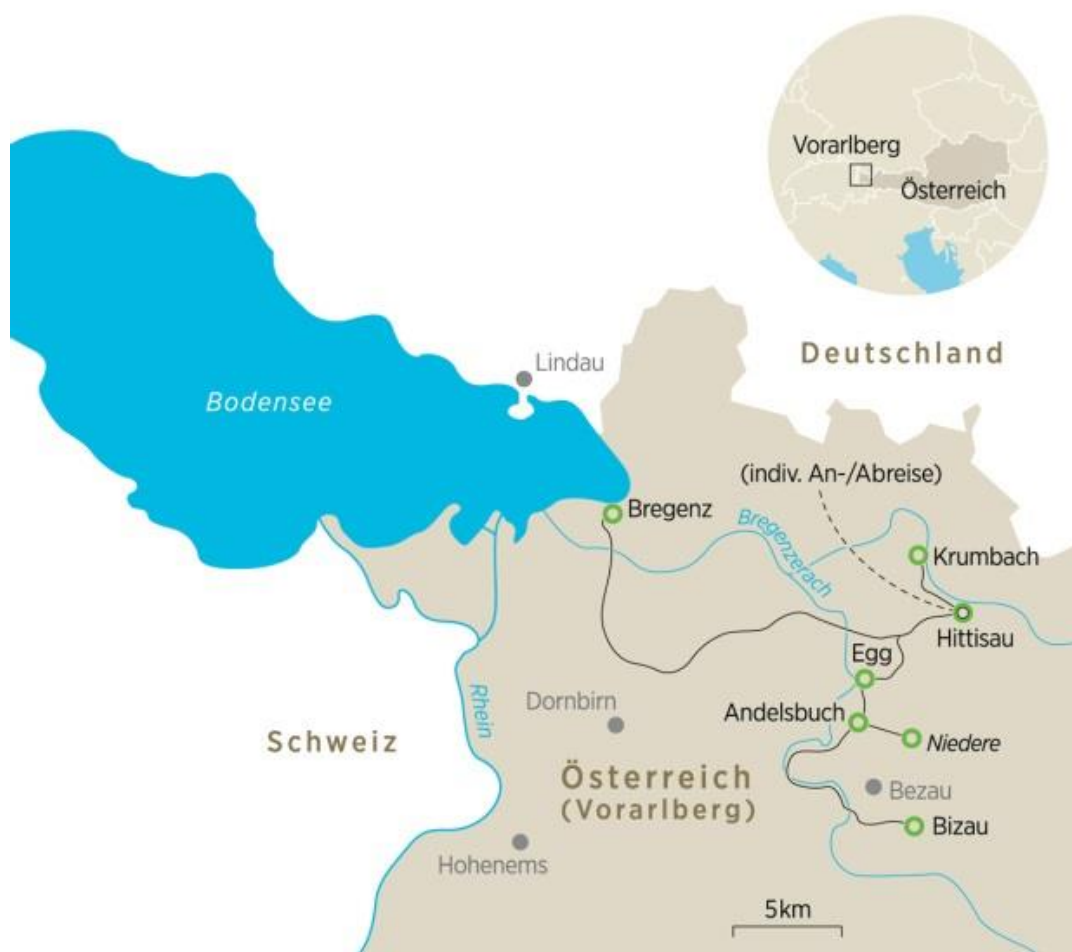 Vorarlberg
Österreich
Deutschland
Lindau
Bodensee
(indiv. An-/Abreise)
Bregenz
Bregenzerach
Krumbach
Hittisau
Egg
Rhein
Dornbirn
Andelsbuch
Niedere
Schweiz
Österreich
(Vorarlberg)
Bezau
Bizau
Hohenems
5km